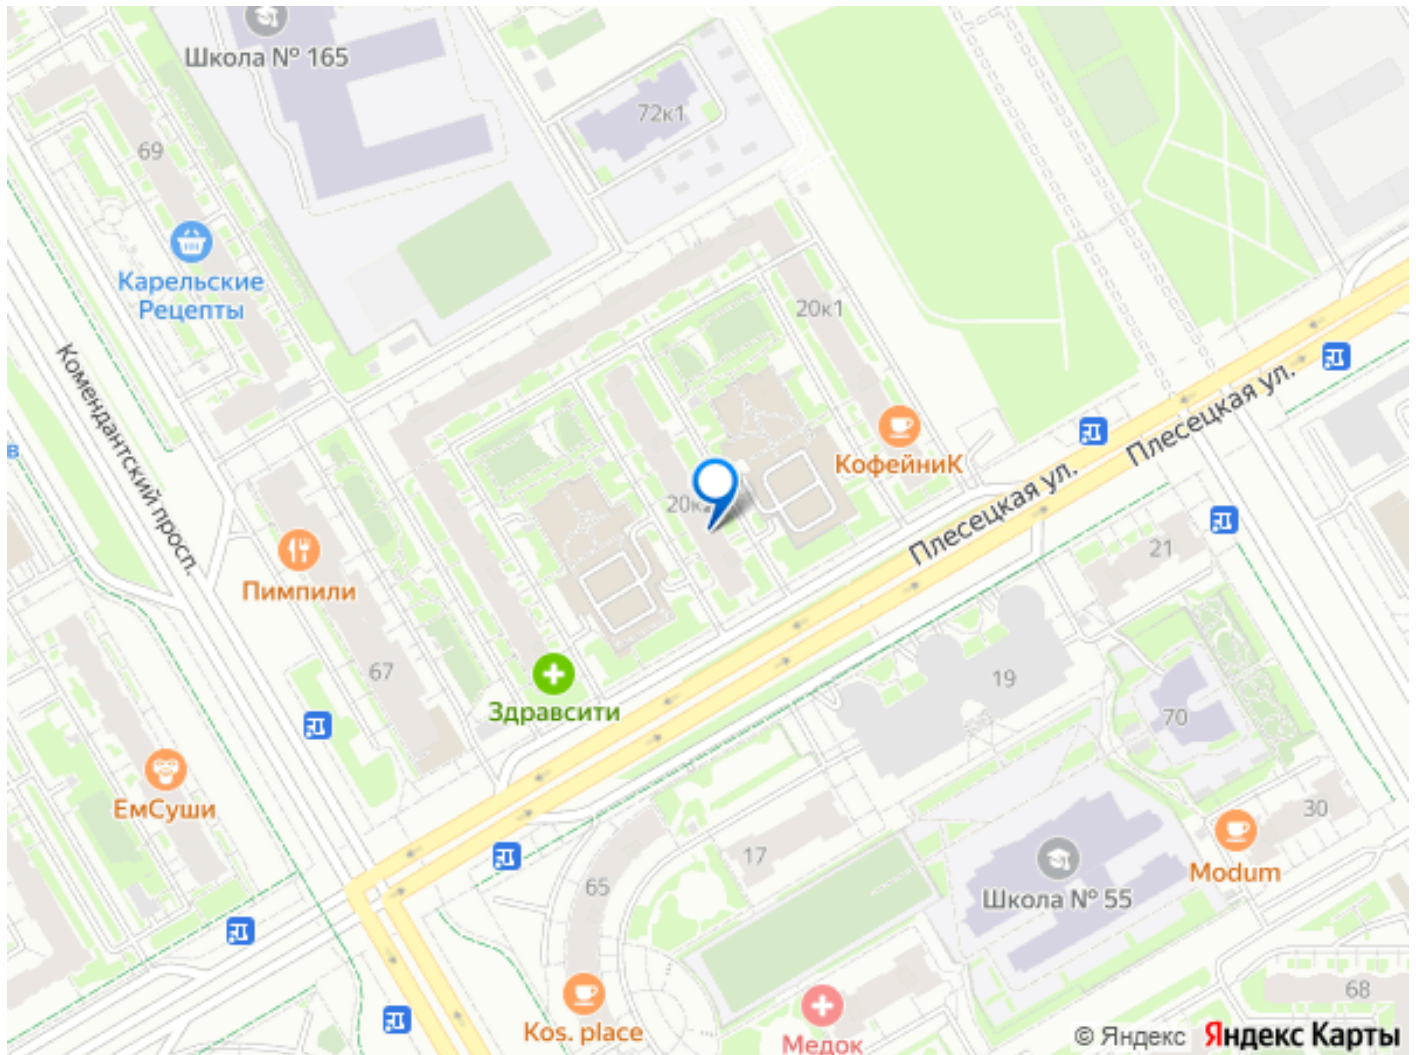 Школа № 165
72к1
69
Карельские
Рецепты
20к1
Комендантский просп.
Плесецкая ул.
КофейниК
в
20к
Плесецкая ул.
21
Пимпили
67
19
Здравсити
70
ЕмСуши
30
17
Modum
65
Школа № 55
68
Kos. place
Медок
© Яндекс Яндекс Карты